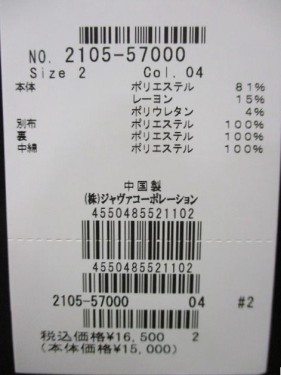 NO. 2105-57000
Size 2 Col. 04
本体 ポリエステル 81%
レーヨン 15%
ポリウレタン 4%
別布 ポリエステル 100%
裏 ポリエステル 100%
中綿 ポリエステル 100%
中国製
(株)ジャヴァコーポレーション
4550485521102
4550485521102
2105-57000 04 #2
税込価格¥16,500 2
(本体価格¥15,000)